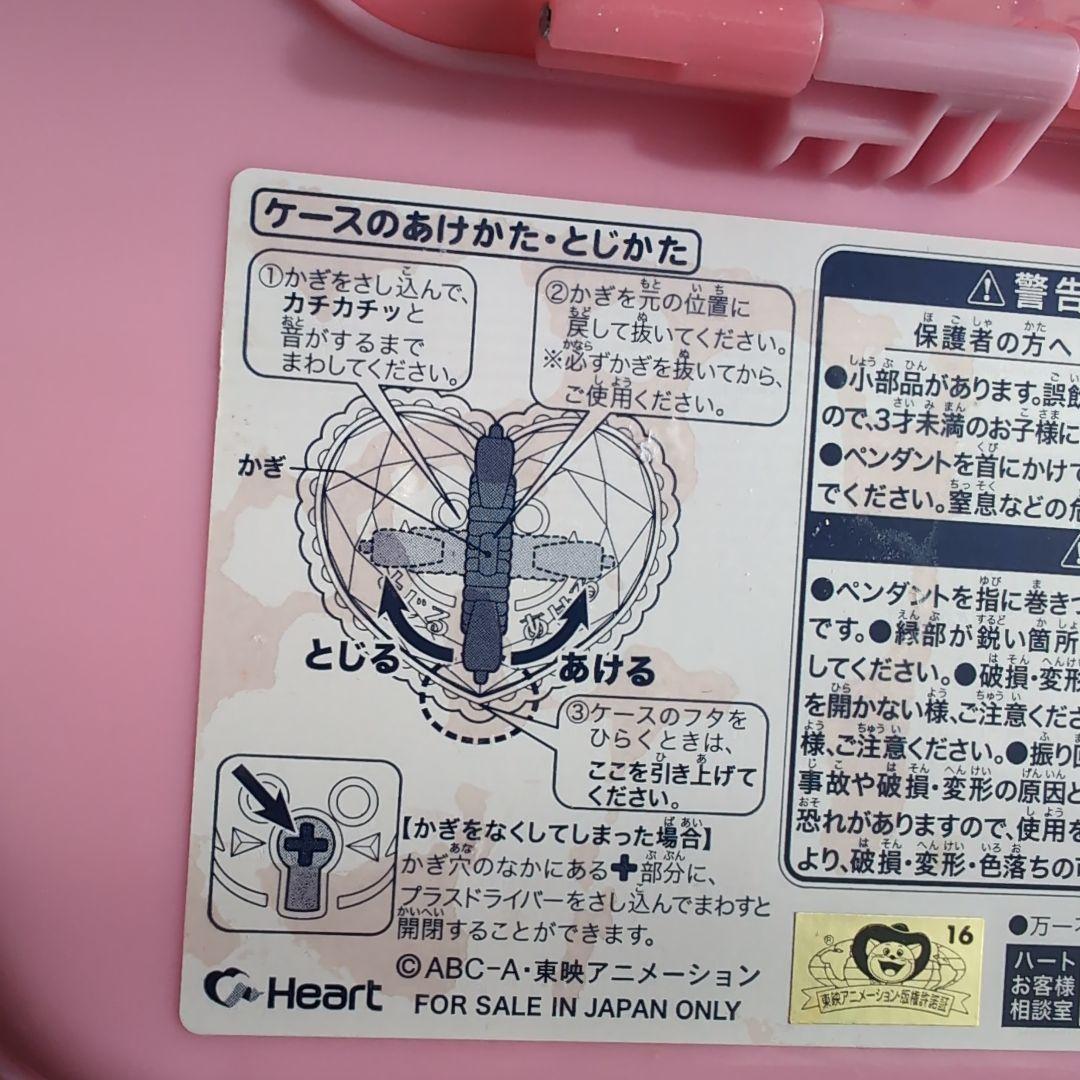 ケースのあけかた・とじかた
①かぎをさし込んで、
カチカチッと
音がするまで
まわしてください。
②かぎを元の位置に
戻して抜いてください。
※必ずかぎを抜いてから、
ご使用ください。
かぎ
とじる
あける
とじる
あける
③ケースのフタを
ひらくときは、
ここを引き上げて
ください。
【かぎをなくしてしまった場合】
かぎ穴のなかにある✚部分に、
プラスドライバーをさし込んでまわすと
開閉することができます。
Heart
©ABC-A・東映アニメーション
FOR SALE IN JAPAN ONLY
⚠警告
保護者の方へ
●小部品があります。誤飲
ので、3才未満のお子様に
●ペンダントを首にかけて
でください。窒息などの危
●ペンダントを指に巻きつ
です。●縁部が鋭い箇所
してください。●破損・変形
を開かない様、ご注意くださ
様、ご注意ください。●振り回
事故や破損・変形の原因と
恐れがありますので、使用を
より、破損・変形・色落ちの可
16
®
東映アニメーション・版権許諾証
●万一
ハート
お客様
相談室